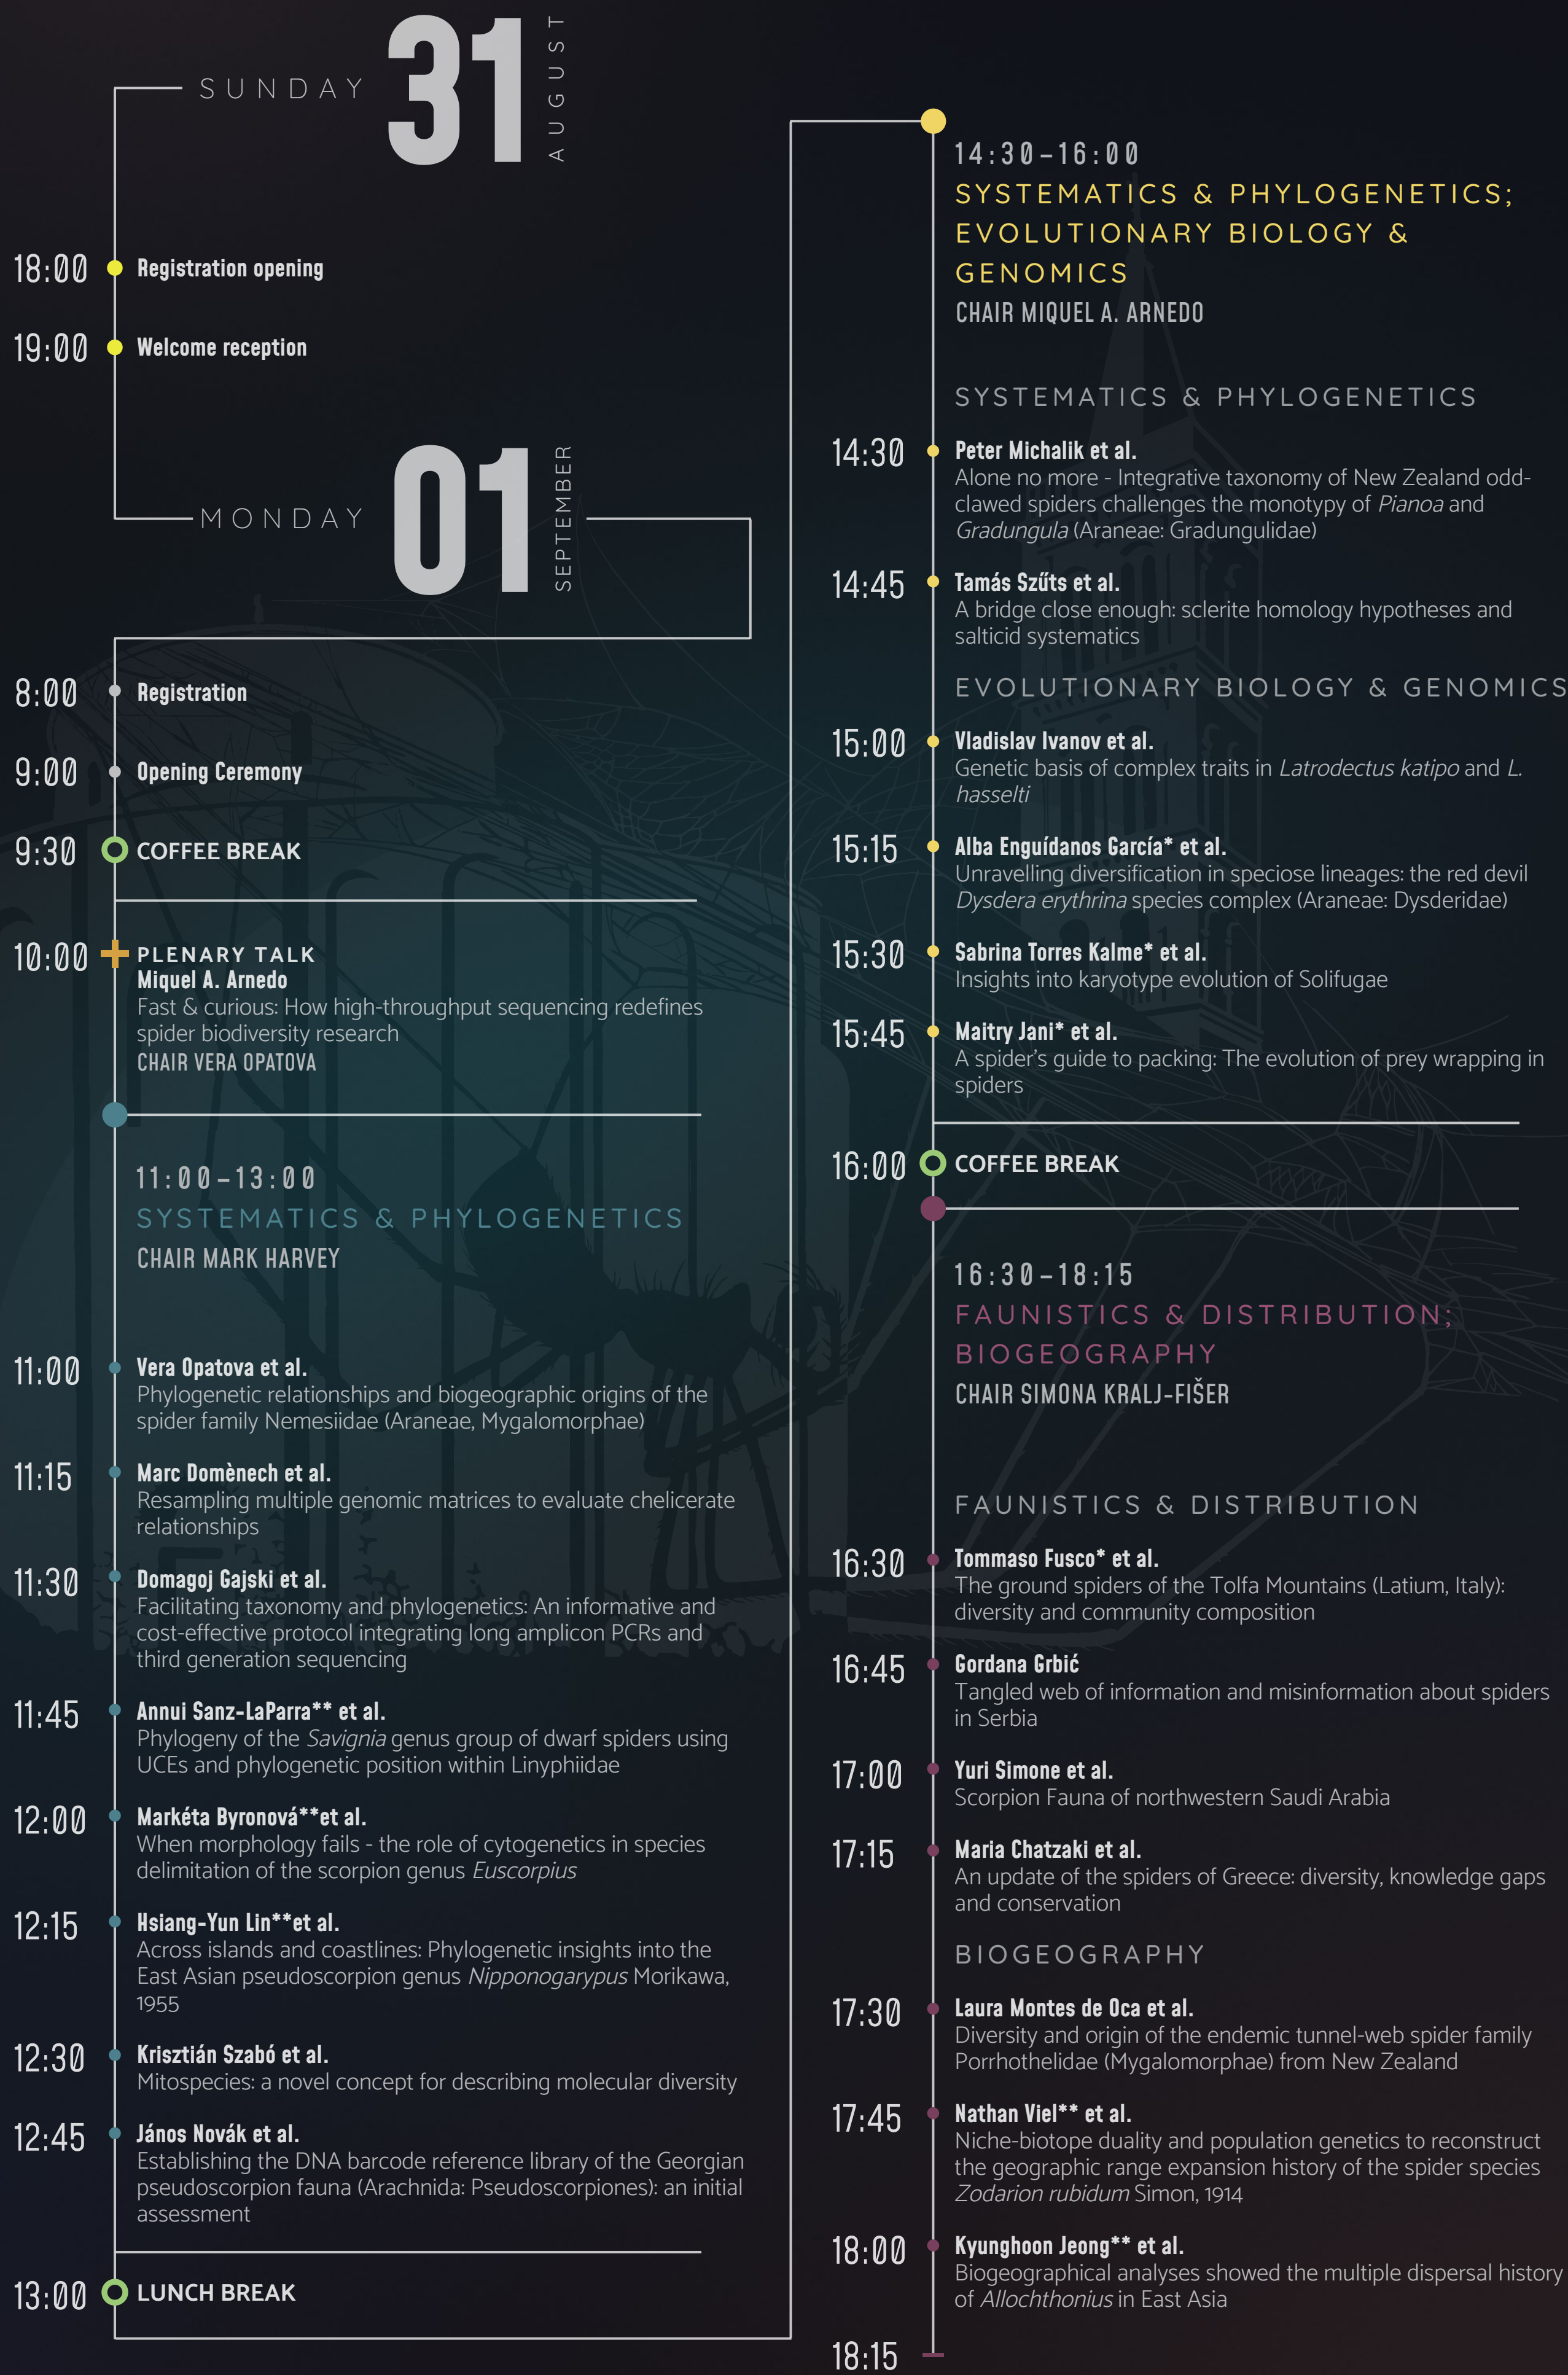 SUNDAY 31 AUGUST
18:00 Registration opening
19:00 Welcome reception
MONDAY 01 SEPTEMBER
8:00 Registration
9:00 Opening Ceremony
9:30 COFFEE BREAK
10:00 PLENARY TALK
Miquel A. Arnedo
Fast & curious: How high-throughput sequencing redefines
spider biodiversity research
CHAIR VERA OPATOVA
11:00–13:00
SYSTEMATICS & PHYLOGENETICS
CHAIR MARK HARVEY
11:00 Vera Opatova et al.
Phylogenetic relationships and biogeographic origins of the
spider family Nemesiidae (Araneae, Mygalomorphae)
11:15 Marc Domènech et al.
Resampling multiple genomic matrices to evaluate chelicerate
relationships
11:30 Domagoj Gajski et al.
Facilitating taxonomy and phylogenetics: An informative and
cost-effective protocol integrating long amplicon PCRs and
third generation sequencing
11:45 Annui Sanz-LaParra** et al.
Phylogeny of the Savignia genus group of dwarf spiders using
UCEs and phylogenetic position within Linyphiidae
12:00 Markéta Byronová**et al.
When morphology fails - the role of cytogenetics in species
delimitation of the scorpion genus Euscorpius
12:15 Hsiang-Yun Lin**et al.
Across islands and coastlines: Phylogenetic insights into the
East Asian pseudoscorpion genus Nipponogarypus Morikawa,
1955
12:30 Krisztián Szabó et al.
Mitospecies: a novel concept for describing molecular diversity
12:45 János Novák et al.
Establishing the DNA barcode reference library of the Georgian
pseudoscorpion fauna (Arachnida: Pseudoscorpiones): an initial
assessment
13:00 LUNCH BREAK
14:30–16:00
SYSTEMATICS & PHYLOGENETICS;
EVOLUTIONARY BIOLOGY &
GENOMICS
CHAIR MIQUEL A. ARNEDO
SYSTEMATICS & PHYLOGENETICS
14:30 Peter Michalik et al.
Alone no more - Integrative taxonomy of New Zealand odd-
clawed spiders challenges the monotypy of Pianoa and
Gradungula (Araneae: Gradungulidae)
14:45 Tamás Szűts et al.
A bridge close enough: sclerite homology hypotheses and
salticid systematics
EVOLUTIONARY BIOLOGY & GENOMICS
15:00 Vladislav Ivanov et al.
Genetic basis of complex traits in Latrodectus katipo and L.
hasselti
15:15 Alba Enguídanos García* et al.
Unravelling diversification in speciose lineages: the red devil
Dysdera erythrina species complex (Araneae: Dysderidae)
15:30 Sabrina Torres Kalme* et al.
Insights into karyotype evolution of Solifugae
15:45 Maitry Jani* et al.
A spider's guide to packing: The evolution of prey wrapping in
spiders
16:00 COFFEE BREAK
16:30–18:15
FAUNISTICS & DISTRIBUTION;
BIOGEOGRAPHY
CHAIR SIMONA KRALJ-FIŠER
FAUNISTICS & DISTRIBUTION
16:30 Tommaso Fusco* et al.
The ground spiders of the Tolfa Mountains (Latium, Italy):
diversity and community composition
16:45 Gordana Grbić
Tangled web of information and misinformation about spiders
in Serbia
17:00 Yuri Simone et al.
Scorpion Fauna of northwestern Saudi Arabia
17:15 Maria Chatzaki et al.
An update of the spiders of Greece: diversity, knowledge gaps
and conservation
BIOGEOGRAPHY
17:30 Laura Montes de Oca et al.
Diversity and origin of the endemic tunnel-web spider family
Porrhothelidae (Mygalomorphae) from New Zealand
17:45 Nathan Viel** et al.
Niche-biotope duality and population genetics to reconstruct
the geographic range expansion history of the spider species
Zodarion rubidum Simon, 1914
18:00 Kyunghoon Jeong** et al.
Biogeographical analyses showed the multiple dispersal history
of Allochthonius in East Asia
18:15